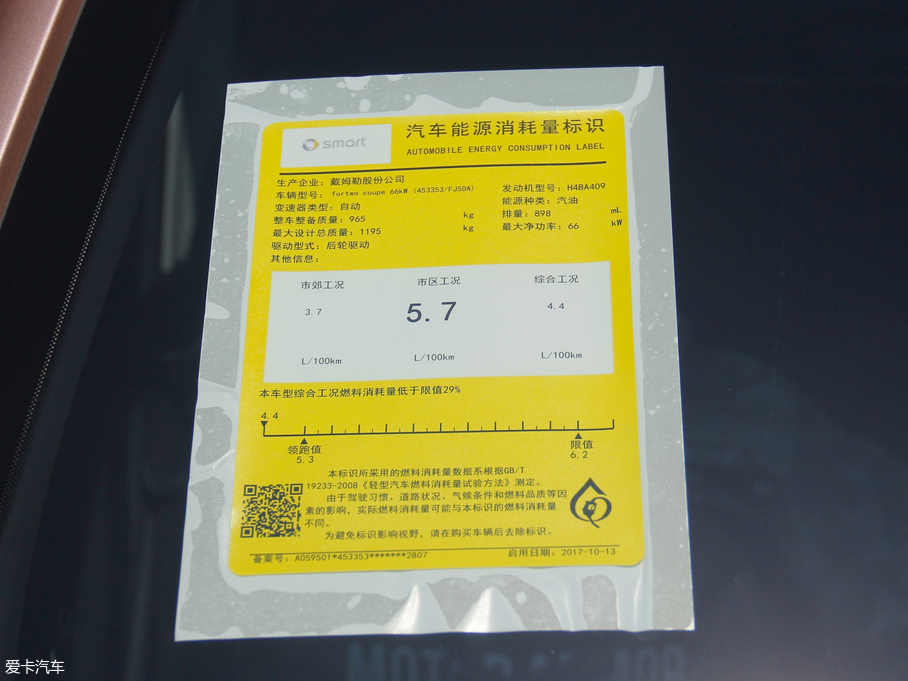 smart
汽车能源消耗量标识
AUTOMOBILE ENERGY CONSUMPTION LABEL
生产企业：戴姆勒股份公司
车辆型号：fortwo coupe 66kW (453353/FJ5DA)
发动机型号：H4BA409
变速器类型：自动
能源种类：汽油
整车整备质量：965 kg
排量：898 mL
最大设计总质量：1195 kg
最大净功率：66 kW
驱动型式：后轮驱动
其他信息：
市郊工况 市区工况 综合工况
3.7 5.7 4.4
L/100km L/100km L/100km
本车型综合工况燃料消耗量低于限值29%
4.4
领跑值 限值
5.3 6.2
本标识所采用的燃料消耗量数据系根据GB/T
19233-2008《轻型汽车燃料消耗量试验方法》测定。
由于驾驶习惯、道路状况、气候条件和燃料品质等因
素的影响，实际燃料消耗量可能与本标识的燃料消耗量
不同。
为避免标识影响视野，请在购买车辆后去除标识。
备案号：A059501*453353*******2807 启用日期：2017-10-13
爱卡汽车